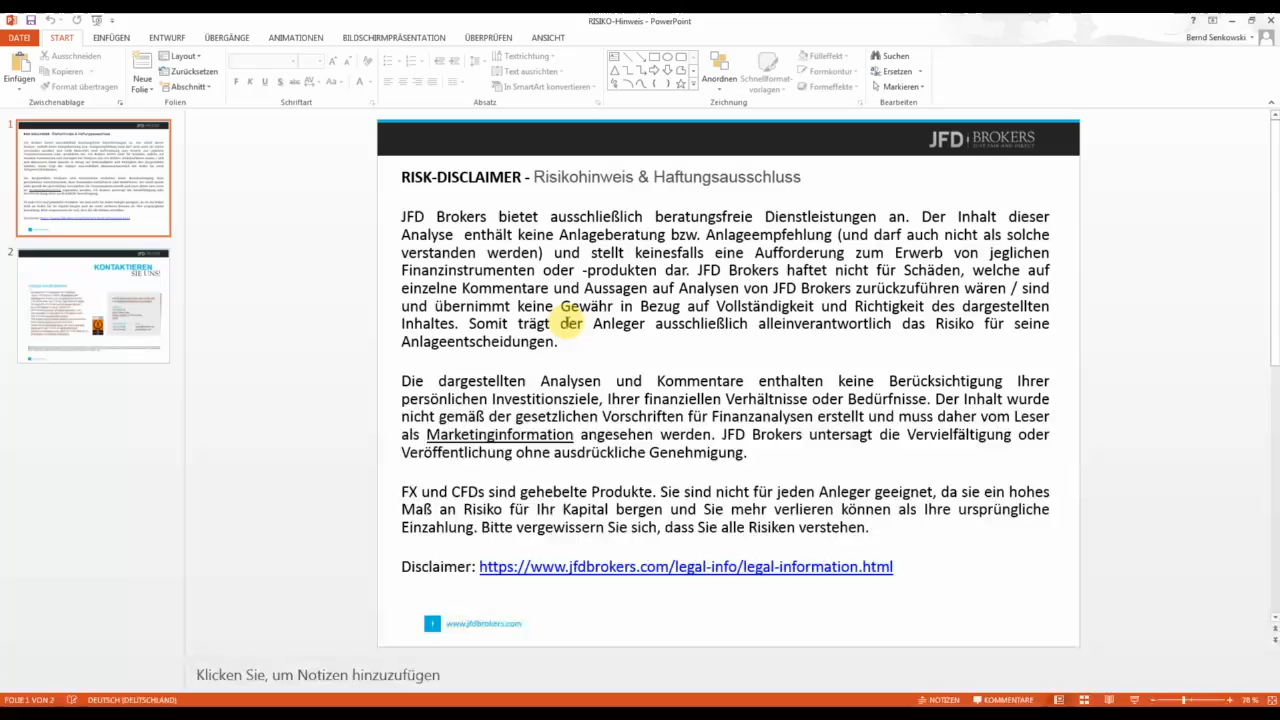 RISIKO-Hinweis - PowerPoint
DATEI START EINFÜGEN ENTWURF ÜBERGÄNGE ANIMATIONEN BILDSCHIRMPRÄSENTATION ÜBERPRÜFEN ANSICHT
Bernd Senkowski
Einfügen
Ausschneiden
Kopieren
Format übertragen
Zwischenablage
Neue
Folie
Layout
Zurücksetzen
Abschnitt
Folien
F K U S abc AV Aa A
Schriftart
Textrichtung
Text ausrichten
In SmartArt konvertieren
Absatz
Anordnen
Schnellformat-
vorlagen
Fülleffekt
Formkontur
Formeffekte
Zeichnung
Suchen
Ersetzen
Markieren
Bearbeiten
1
2
KONTAKTIEREN
SIE UNS!
JFD BROKERS
JUST FAIR AND DIRECT
RISK-DISCLAIMER - Risikohinweis & Haftungsausschuss
JFD Brokers bietet ausschließlich beratungsfreie Dienstleistungen an. Der Inhalt dieser
Analyse enthält keine Anlageberatung bzw. Anlageempfehlung (und darf auch nicht als solche
verstanden werden) und stellt keinesfalls eine Aufforderung zum Erwerb von jeglichen
Finanzinstrumenten oder -produkten dar. JFD Brokers haftet nicht für Schäden, welche auf
einzelne Kommentare und Aussagen auf Analysen von JFD Brokers zurückzuführen wären / sind
und übernimmt keine Gewähr in Bezug auf Vollständigkeit und Richtigkeit des dargestellten
Inhaltes. Somit trägt der Anleger ausschließlich alleinverantwortlich das Risiko für seine
Anlageentscheidungen.
Die dargestellten Analysen und Kommentare enthalten keine Berücksichtigung Ihrer
persönlichen Investitionsziele, Ihrer finanziellen Verhältnisse oder Bedürfnisse. Der Inhalt wurde
nicht gemäß der gesetzlichen Vorschriften für Finanzanalysen erstellt und muss daher vom Leser
als Marketinginformation angesehen werden. JFD Brokers untersagt die Vervielfältigung oder
Veröffentlichung ohne ausdrückliche Genehmigung.
FX und CFDs sind gehebelte Produkte. Sie sind nicht für jeden Anleger geeignet, da sie ein hohes
Maß an Risiko für Ihr Kapital bergen und Sie mehr verlieren können als Ihre ursprüngliche
Einzahlung. Bitte vergewissern Sie sich, dass Sie alle Risiken verstehen.
Disclaimer: https://www.jfdbrokers.com/legal-info/legal-information.html
1 www.jfdbrokers.com
Klicken Sie, um Notizen hinzuzufügen
FOLIE 1 VON 2 DEUTSCH (DEUTSCHLAND) NOTIZEN KOMMENTARE 78 %